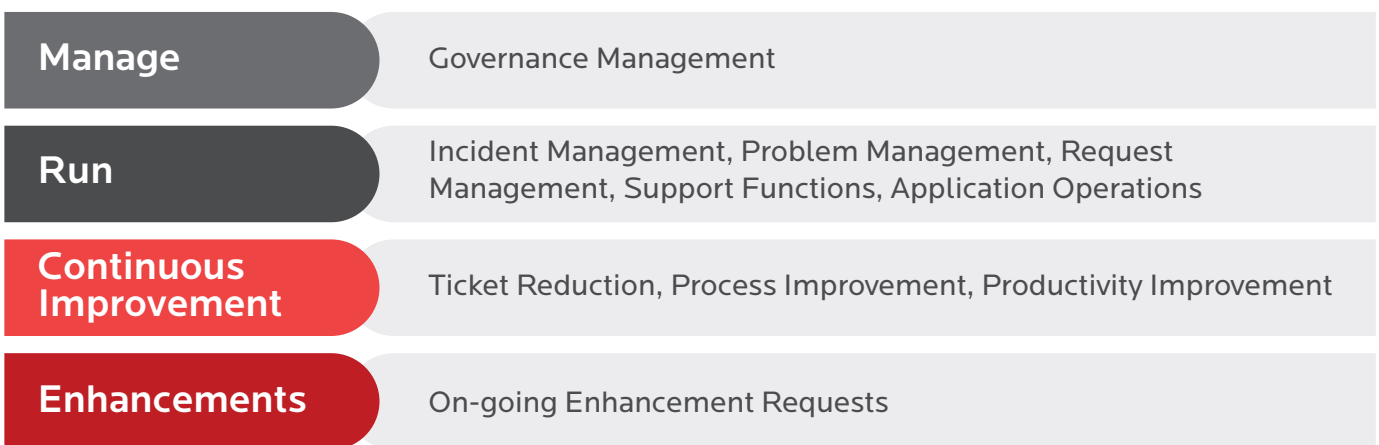 Manage
Governance Management
Run
Incident Management, Problem Management, Request
Management, Support Functions, Application Operations
Continuous
Improvement
Ticket Reduction, Process Improvement, Productivity Improvement
Enhancements
On-going Enhancement Requests